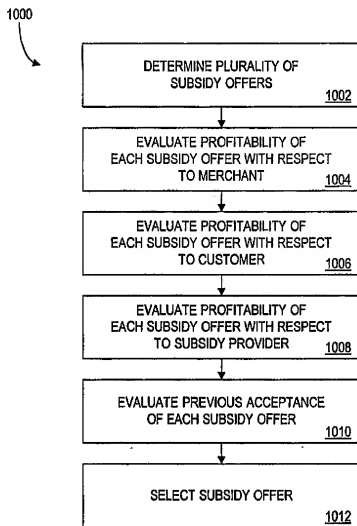 1000
DETERMINE PLURALITY OF
SUBSIDY OFFERS
1002
EVALUATE PROFITABILITY OF
EACH SUBSIDY OFFER WITH RESPECT
TO MERCHANT
1004
EVALUATE PROFITABILITY OF
EACH SUBSIDY OFFER WITH RESPECT
TO CUSTOMER
1006
EVALUATE PROFITABILITY OF
EACH SUBSIDY OFFER WITH RESPECT
TO SUBSIDY PROVIDER
1008
EVALUATE PREVIOUS ACCEPTANCE
OF EACH SUBSIDY OFFER
1010
SELECT SUBSIDY OFFER
1012